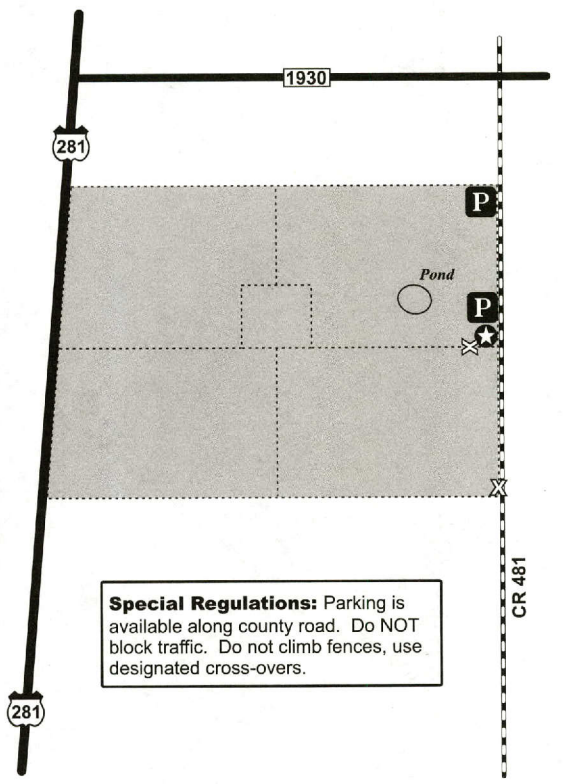 1930
281
P
Pond
P
CR 481
Special Regulations: Parking is
available along county road. Do NOT
block traffic. Do not climb fences, use
designated cross-overs.
281